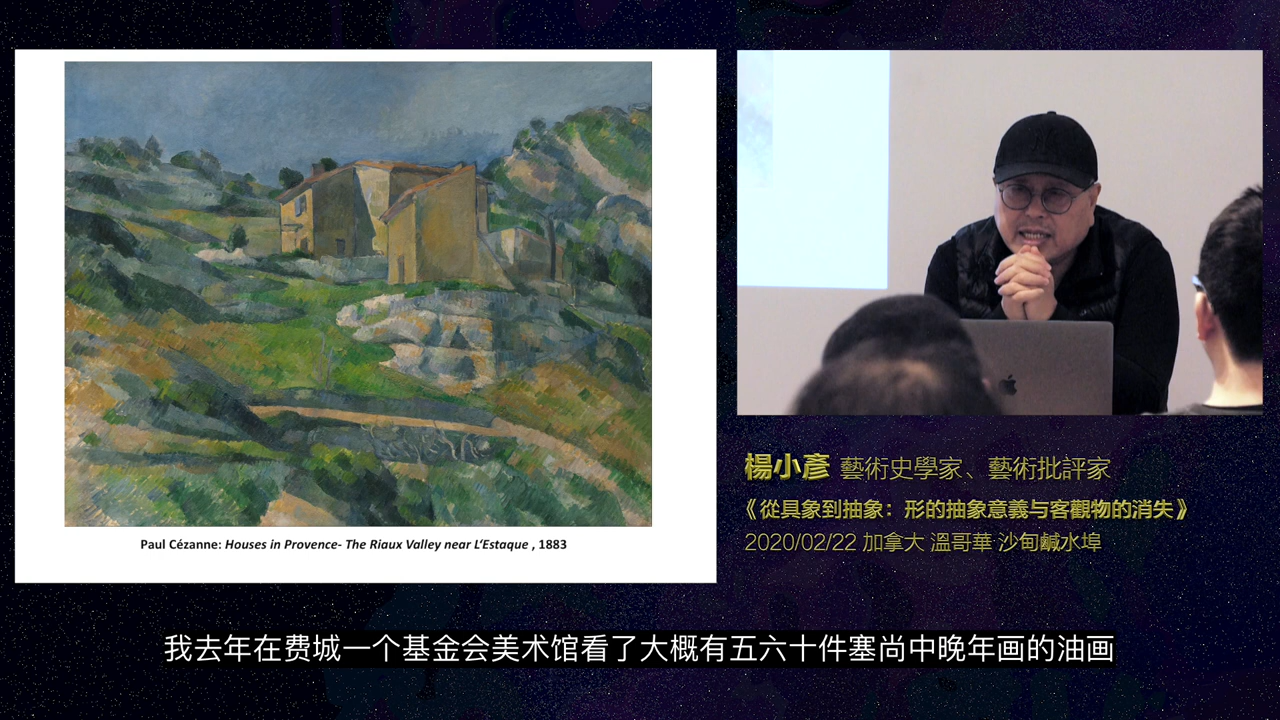 Paul Cézanne: Houses in Provence- The Riaux Valley near L'Estaque , 1883
楊小彥 藝術史學家、藝術批評家
《從具象到抽象：形的抽象意義与客觀物的消失》
2020/02/22 加拿大 溫哥華 沙甸鹹水埠
我去年在费城一个基金会美术馆看了大概有五六十件塞尚中晚年画的油画